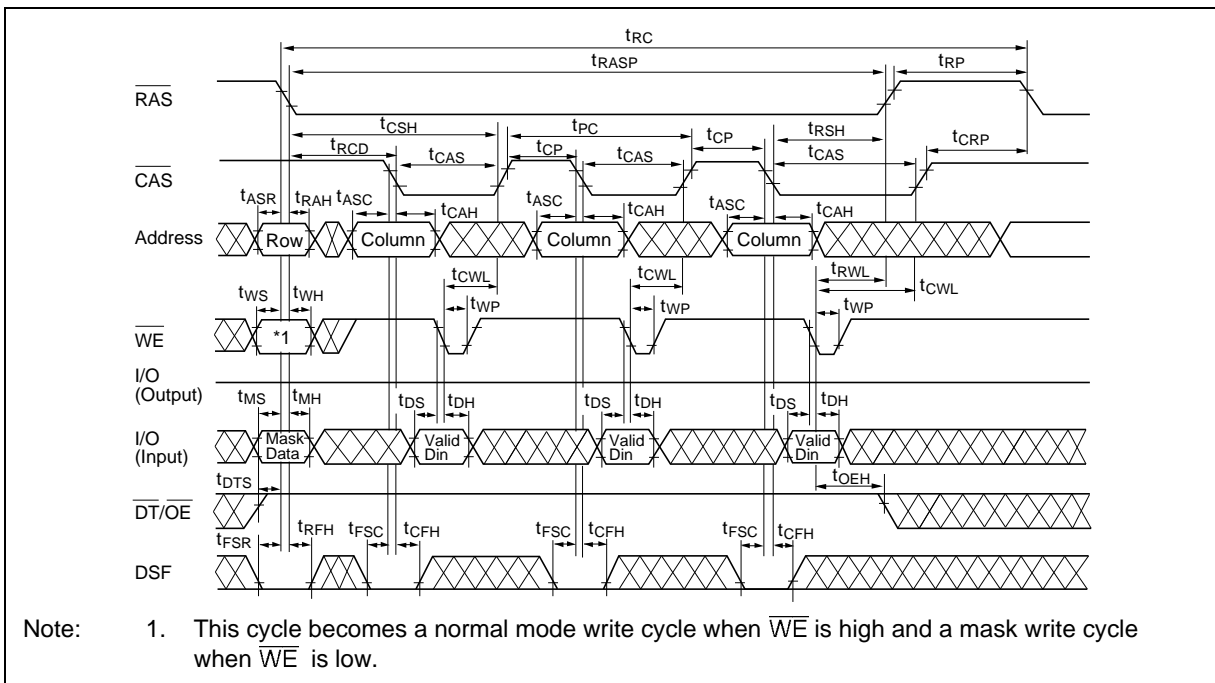 tRC
tRASP tRP
RAS
tCSH tPC tCP tRSH tCRP
tRCD tCAS tCP tCAS tCAS
CAS
tASR tRAH tASC tCAH tASC tCAH tASC tCAH
Address Row Column Column Column
tCWL tCWL tRWL
tCWL
tWS tWH tWP tWP tWP
WE *1
I/O
(Output)
tMS tMH tDS tDH tDS tDH tDS tDH
I/O
(Input)
Mask
Data
Valid
Din
Valid
Din
Valid
Din
tDTS tOEH
DT/OE
tFSR tRFH tFSC tCFH tFSC tCFH tFSC tCFH
DSF
Note: 1. This cycle becomes a normal mode write cycle when WE is high and a mask write cycle
when WE is low.